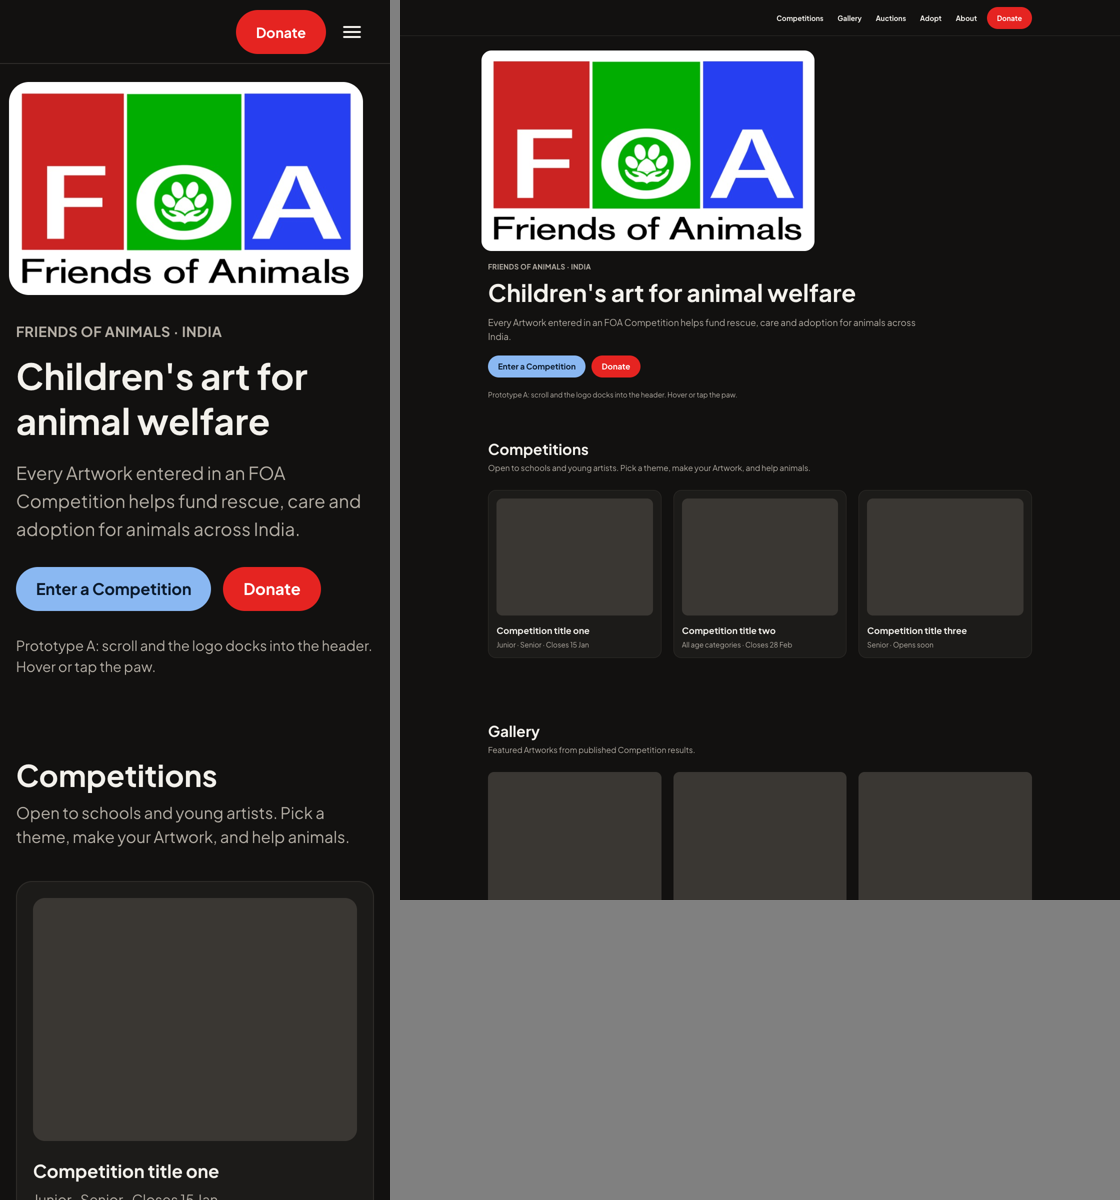 Donate
F O A
Friends of Animals
FRIENDS OF ANIMALS · INDIA
Children's art for
animal welfare
Every Artwork entered in an FOA
Competition helps fund rescue, care and
adoption for animals across India.
Enter a Competition
Donate
Prototype A: scroll and the logo docks into the header.
Hover or tap the paw.
Competitions
Open to schools and young artists. Pick a
theme, make your Artwork, and help animals.
Competition title one
Junior · Senior · Closes 15 Jan
Competitions Gallery Auctions Adopt About Donate
F O A
Friends of Animals
FRIENDS OF ANIMALS · INDIA
Children's art for animal welfare
Every Artwork entered in an FOA Competition helps fund rescue, care and adoption for animals across
India.
Enter a Competition Donate
Prototype A: scroll and the logo docks into the header. Hover or tap the paw.
Competitions
Open to schools and young artists. Pick a theme, make your Artwork, and help animals.
Competition title one
Junior · Senior · Closes 15 Jan
Competition title two
All age categories · Closes 28 Feb
Competition title three
Senior · Opens soon
Gallery
Featured Artworks from published Competition results.